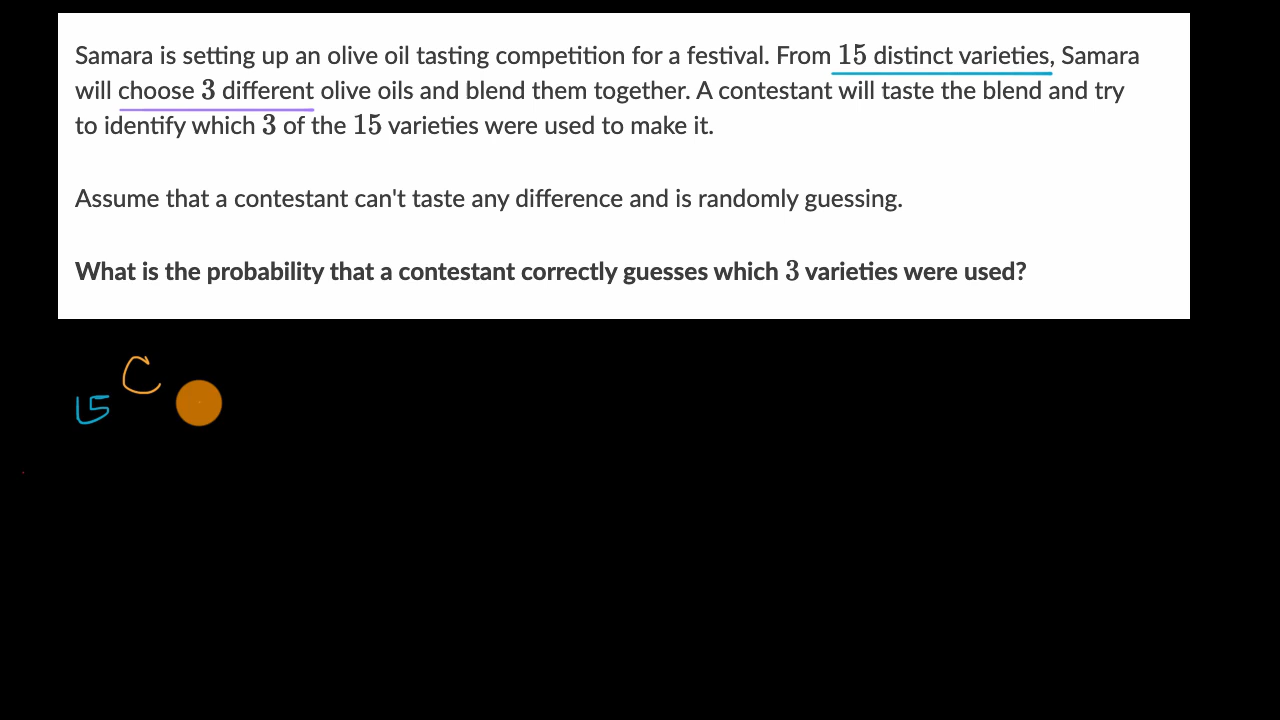 Samara is setting up an olive oil tasting competition for a festival. From 15 distinct varieties, Samara
will choose 3 different olive oils and blend them together. A contestant will taste the blend and try
to identify which 3 of the 15 varieties were used to make it.
Assume that a contestant can't taste any difference and is randomly guessing.
What is the probability that a contestant correctly guesses which 3 varieties were used?
15 C